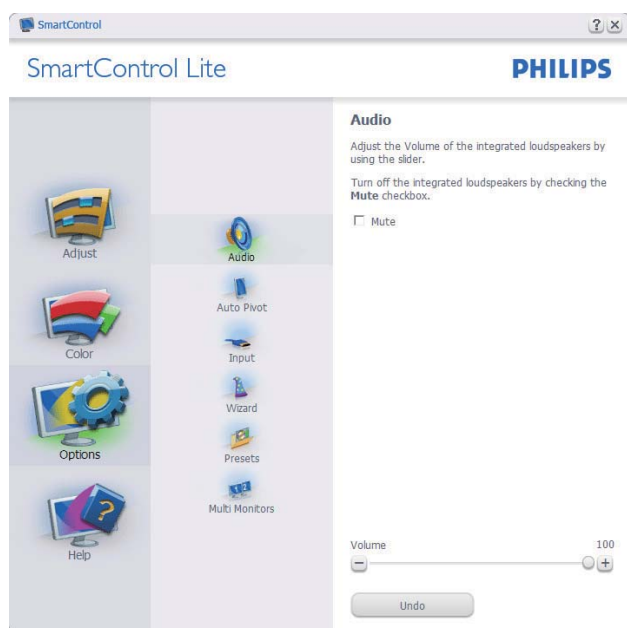 SmartControl
SmartControl Lite
PHILIPS
Adjust
Color
Options
Help
Audio
Auto Pivot
Input
Wizard
Presets
Multi Monitors
Audio
Adjust the Volume of the integrated loudspeakers by
using the slider.
Turn off the integrated loudspeakers by checking the
Mute checkbox.
Mute
Volume 100
Undo